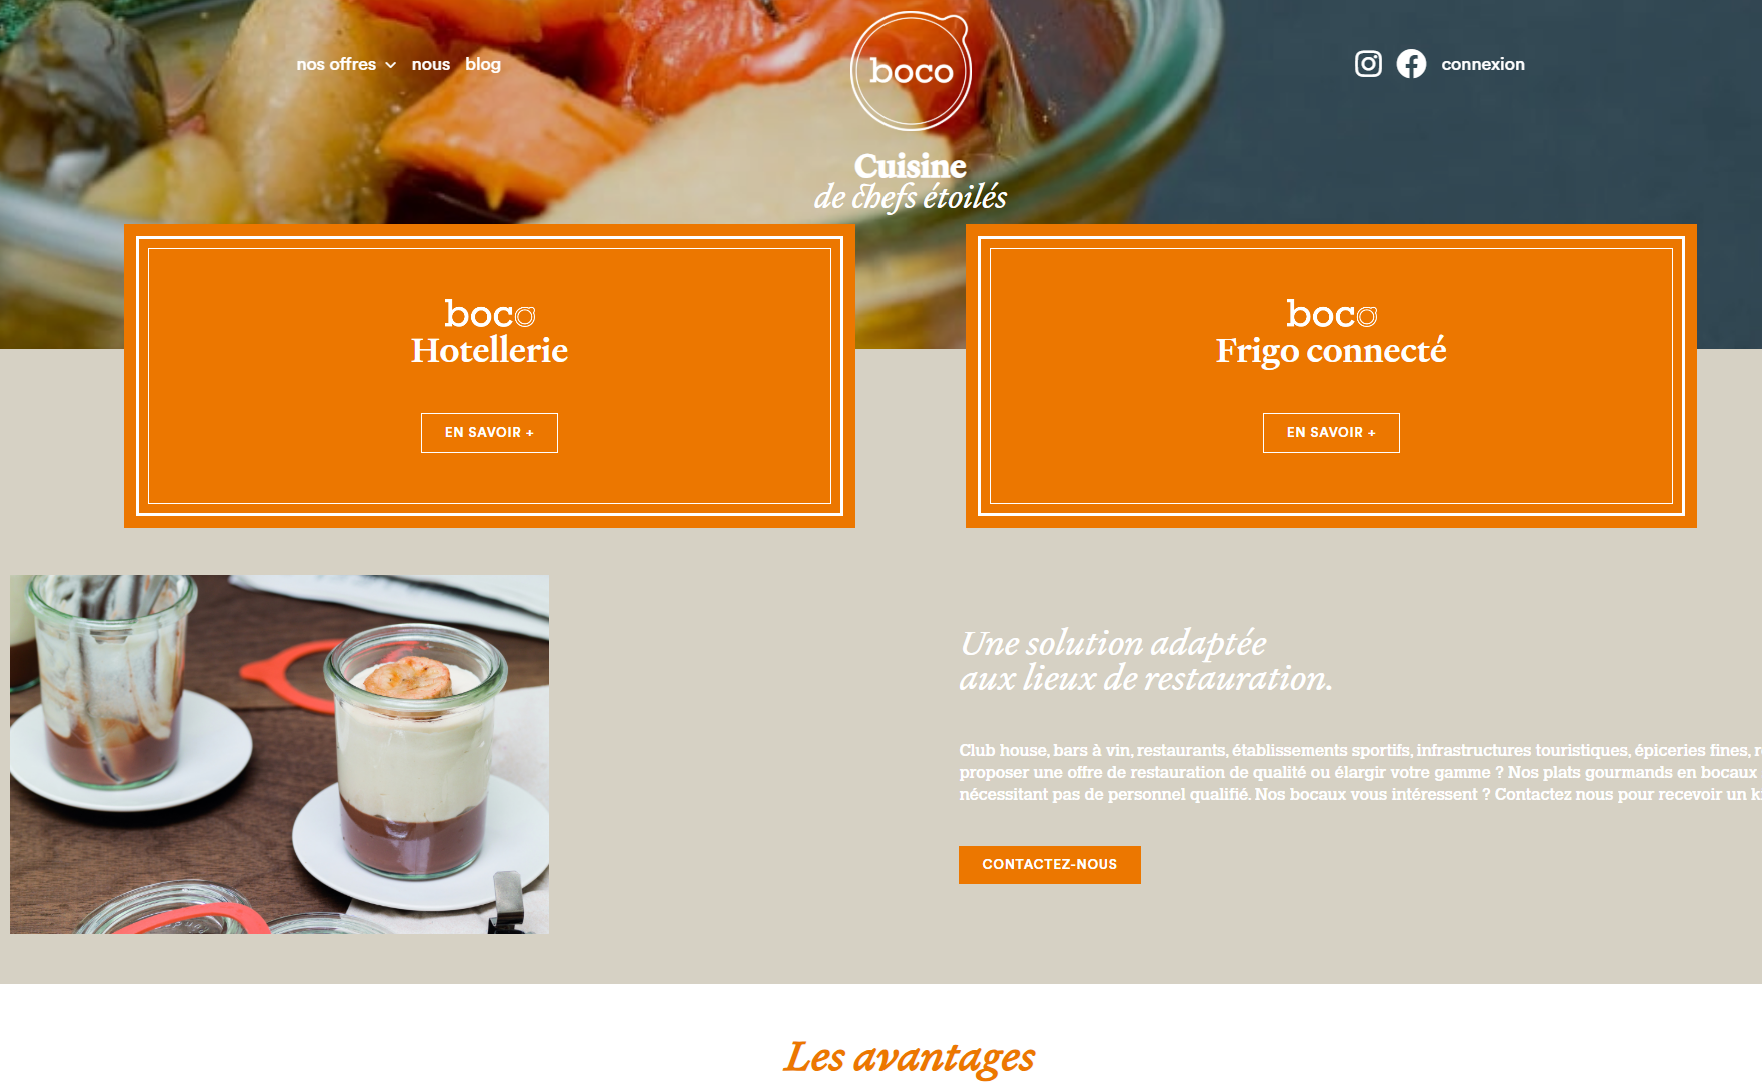 nos offres nous blog
boco
connexion
Cuisine
de chefs étoilés
boco
Hotellerie
EN SAVOIR +
boco
Frigo connecté
EN SAVOIR +
Une solution adaptée
aux lieux de restauration.
Club house, bars à vin, restaurants, établissements sportifs, infrastructures touristiques, épiceries fines,
proposer une offre de restauration de qualité ou élargir votre gamme ? Nos plats gourmands en bocaux
nécessitant pas de personnel qualifié. Nos bocaux vous intéressent ? Contactez nous pour recevoir un
CONTACTEZ-NOUS
Les avantages